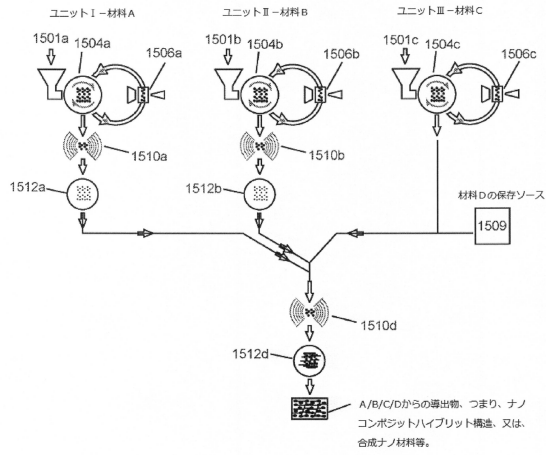 ユニットⅠ－材料A
ユニットⅡ－材料B
ユニットⅢ－材料C
1501a
1504a
1506a
1501b
1504b
1506b
1501c
1504c
1506c
1510a
1510b
1512a
1512b
材料Dの保存ソース
1509
1510d
1512d
A/B/C/Dからの導出物、つまり、ナノ
コンポジットハイブリット構造、又は、
合成ナノ材料等。